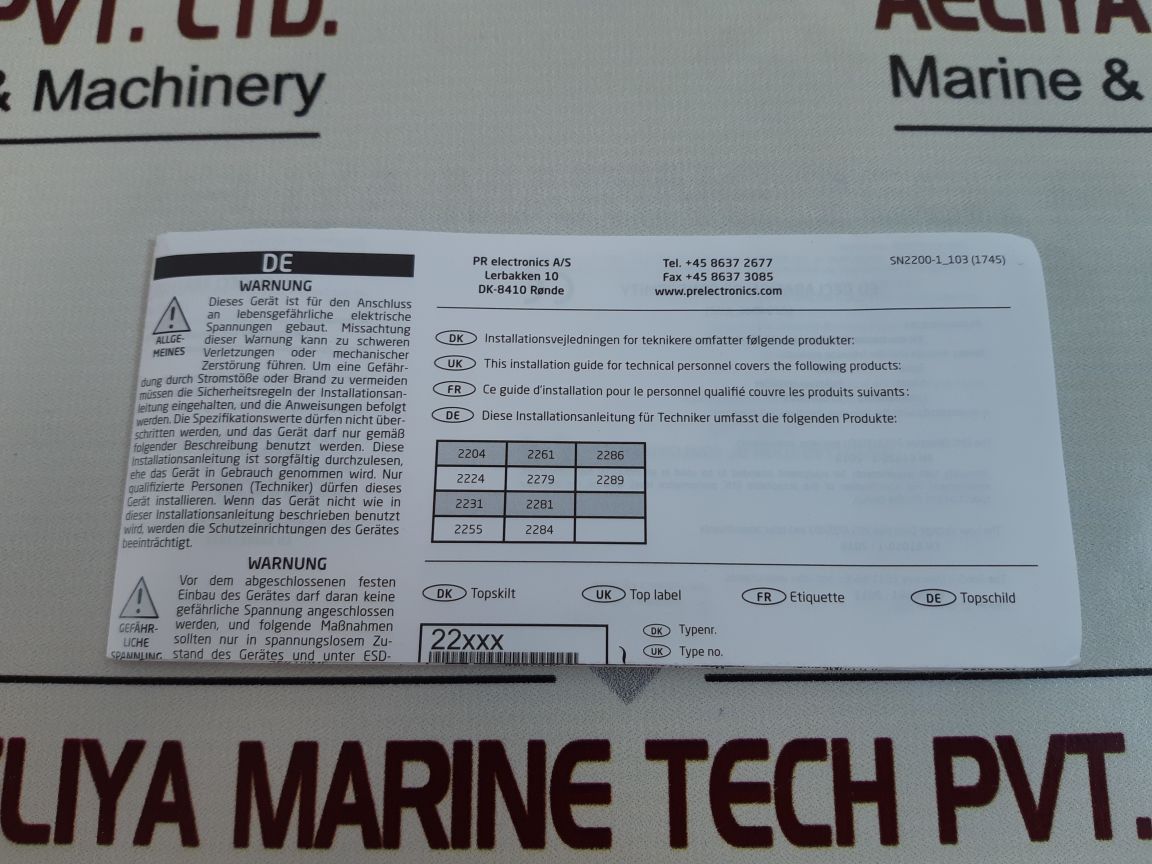 PVT. LTD.
& Machinery
AELIYA
Marine &
DE
WARNUNG
ALLGE-
MEINES
Dieses Gerät ist für den Anschluss
an lebensgefährliche elektrische
Spannungen gebaut. Missachtung
dieser Warnung kann zu schweren
Verletzungen oder mechanischer
Zerstörung führen. Um eine Gefähr-
dung durch Stromstöße oder Brand zu vermeiden
müssen die Sicherheitsregeln der Installationsan-
leitung eingehalten, und die Anweisungen befolgt
werden. Die Spezifikationswerte dürfen nicht über-
schritten werden, und das Gerät darf nur gemäß
folgender Beschreibung benutzt werden. Diese
Installationsanleitung ist sorgfältig durchzulesen,
ehe das Gerät in Gebrauch genommen wird. Nur
qualifizierte Personen (Techniker) dürfen dieses
Gerät installieren. Wenn das Gerät nicht wie in
dieser Installationsanleitung beschrieben benutzt
wird, werden die Schutzeinrichtungen des Gerätes
beeinträchtigt.
WARNUNG
GEFÄHR-
LICHE
SPANNUNG
Vor dem abgeschlossenen festen
Einbau des Gerätes darf daran keine
gefährliche Spannung angeschlossen
werden, und folgende Maßnahmen
sollten nur in spannungslosem Zu-
stand des Gerätes und unter ESD-
PR electronics A/S
Lerbakken 10
DK-8410 Rønde
Tel. +45 8637 2677
Fax +45 8637 3085
www.prelectronics.com
SN2200-1_103 (1745)
DK Installationsvejledningen for teknikere omfatter følgende produkter:
UK This installation guide for technical personnel covers the following products:
FR Ce guide d'installation pour le personnel qualifié couvre les produits suivants:
DE Diese Installationsanleitung für Techniker umfasst die folgenden Produkte:
2204 2261 2286
2224 2279 2289
2231 2281
2255 2284
DK Topskilt UK Top label FR Etiquette DE Topschild
22xxx
DK Typenr.
UK Type no.
LIYA MARINE TECH PVT.